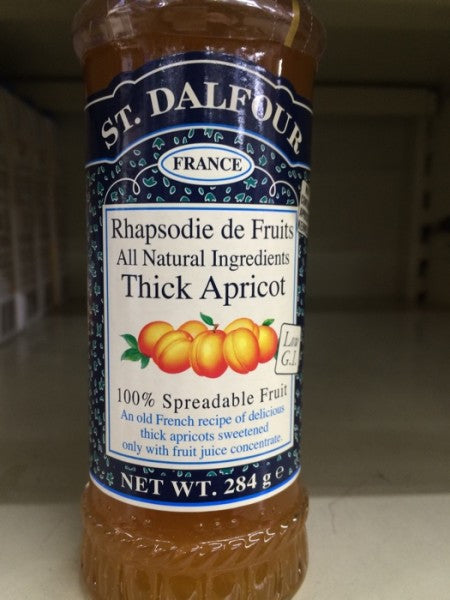 ST. DALFOUR
FRANCE
Rhapsodie de Fruits
All Natural Ingredients
Thick Apricot
Low
G.I.
100% Spreadable Fruit
An old French recipe of delicious
thick apricots sweetened
only with fruit juice concentrate.
NET WT. 284 g e